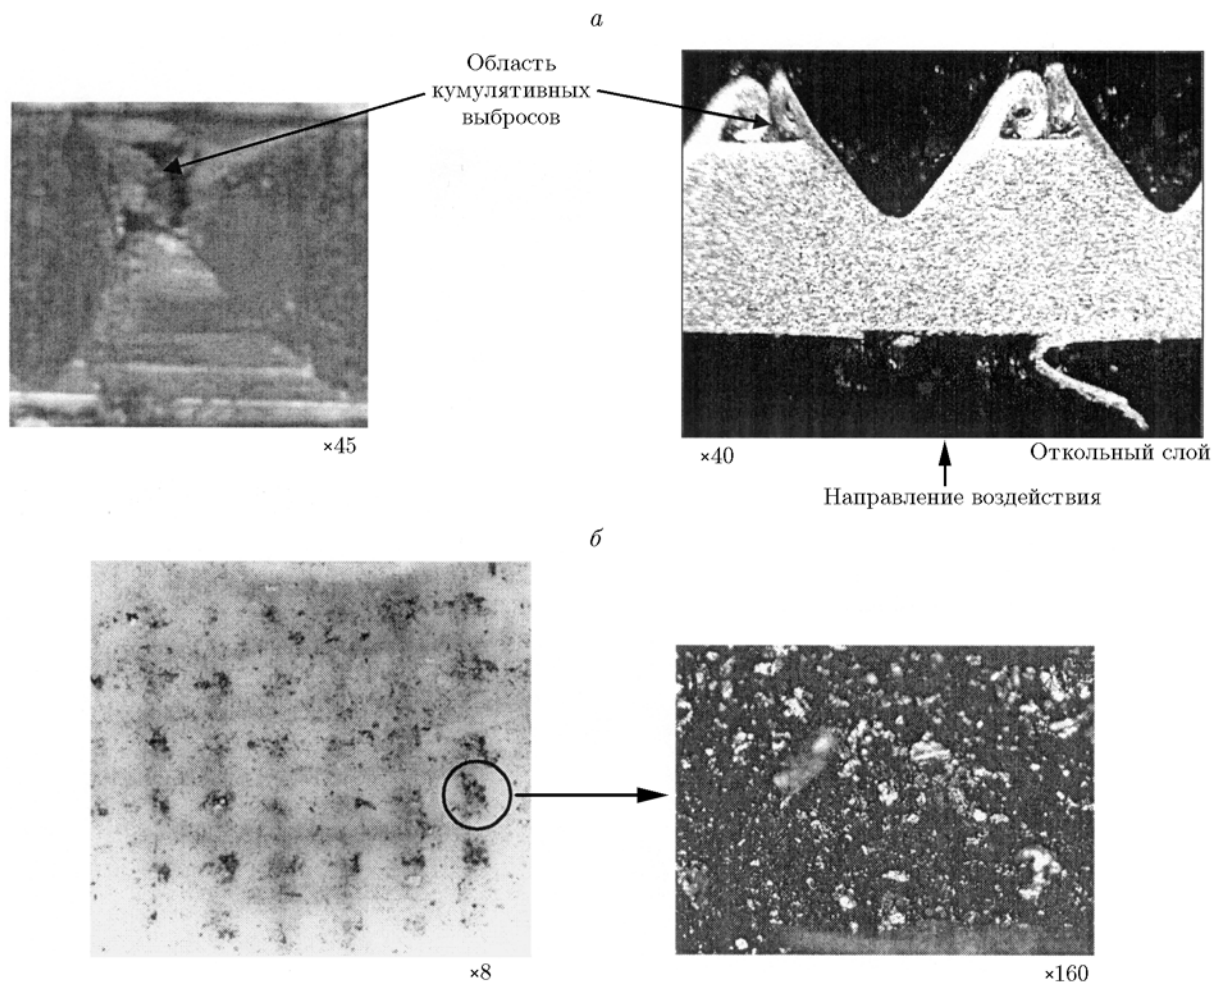 а
Область
кумулятивных
выбросов
×45
×40
Откольный слой
Направление воздействия
б
×8
×160